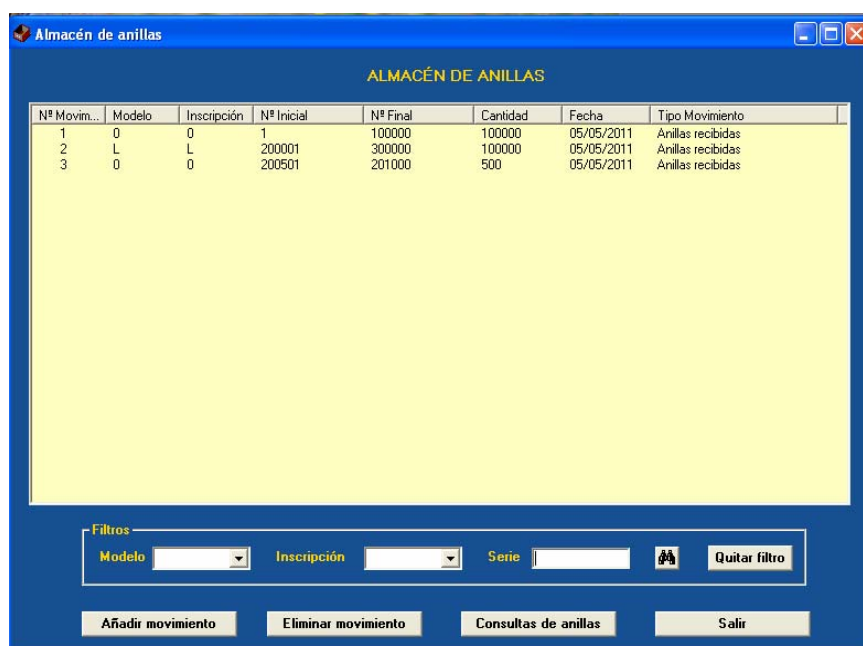 Almacén de anillas
ALMACÉN DE ANILLAS
Nº Movim... Modelo Inscripción Nº Inicial Nº Final Cantidad Fecha Tipo Movimiento
1 0 0 1 100000 100000 05/05/2011 Anillas recibidas
2 L L 200001 300000 100000 05/05/2011 Anillas recibidas
3 0 0 200501 201000 500 05/05/2011 Anillas recibidas
Filtros
Modelo Inscripción Serie Quitar filtro
Añadir movimiento Eliminar movimiento Consultas de anillas Salir